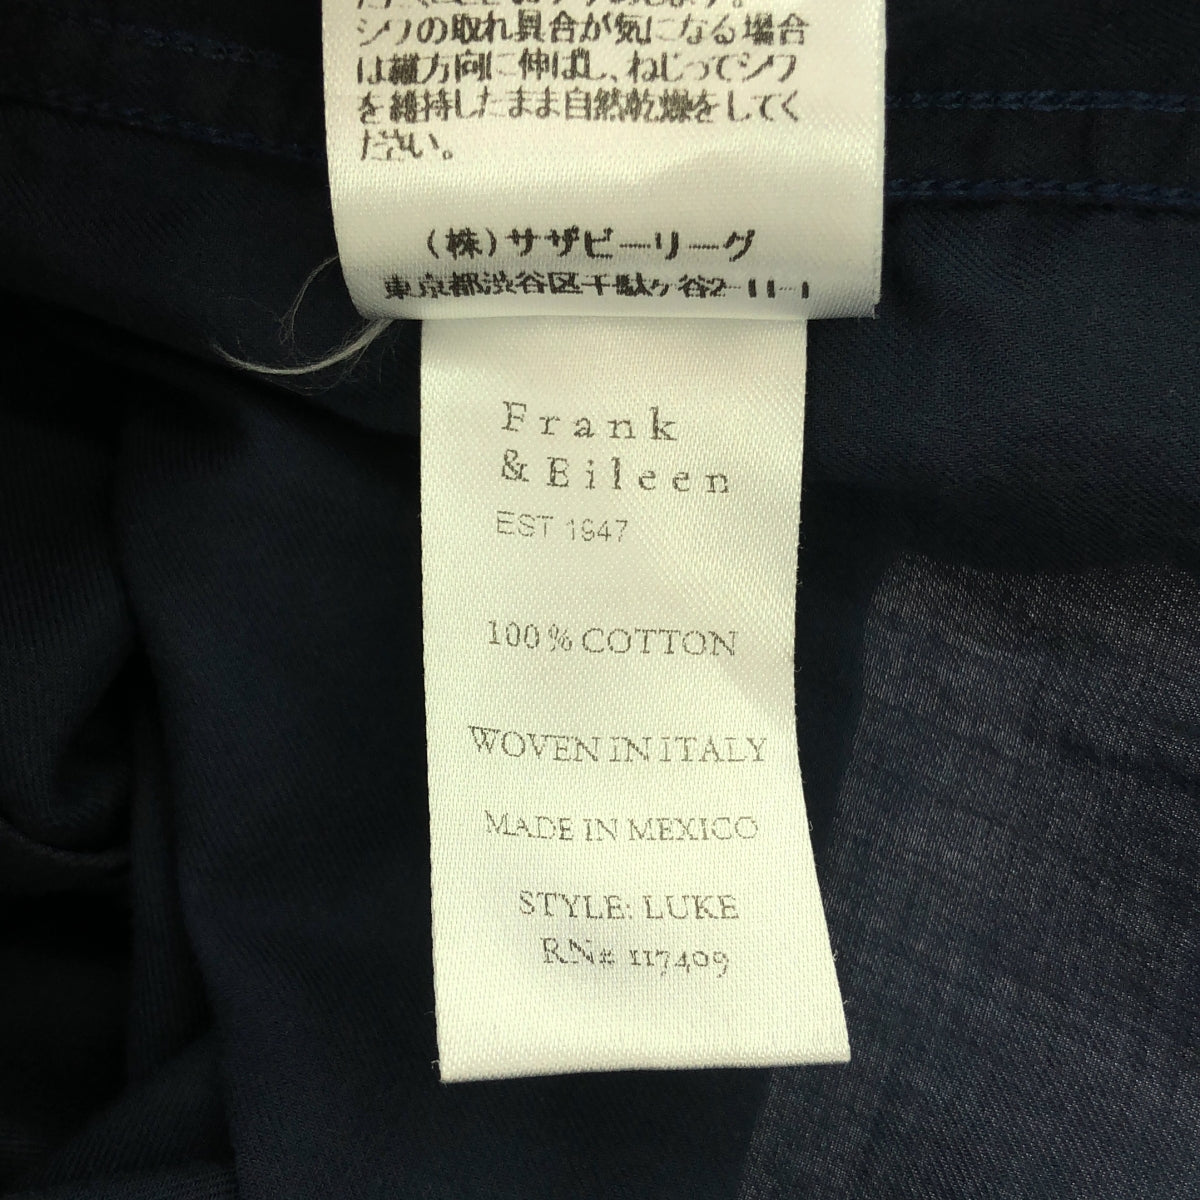 シワの取れ具合が気になる場合
は縦方向に伸ばし、ねじってシワ
を維持したまま自然乾燥をしてく
ださい。
(株)サザビーリーグ
東京都渋谷区千駄ヶ谷2-11-1
Frank
& Eileen
EST 1947
100% COTTON
WOVEN IN ITALY
MADE IN MEXICO
STYLE: LUKE
RN# 117409